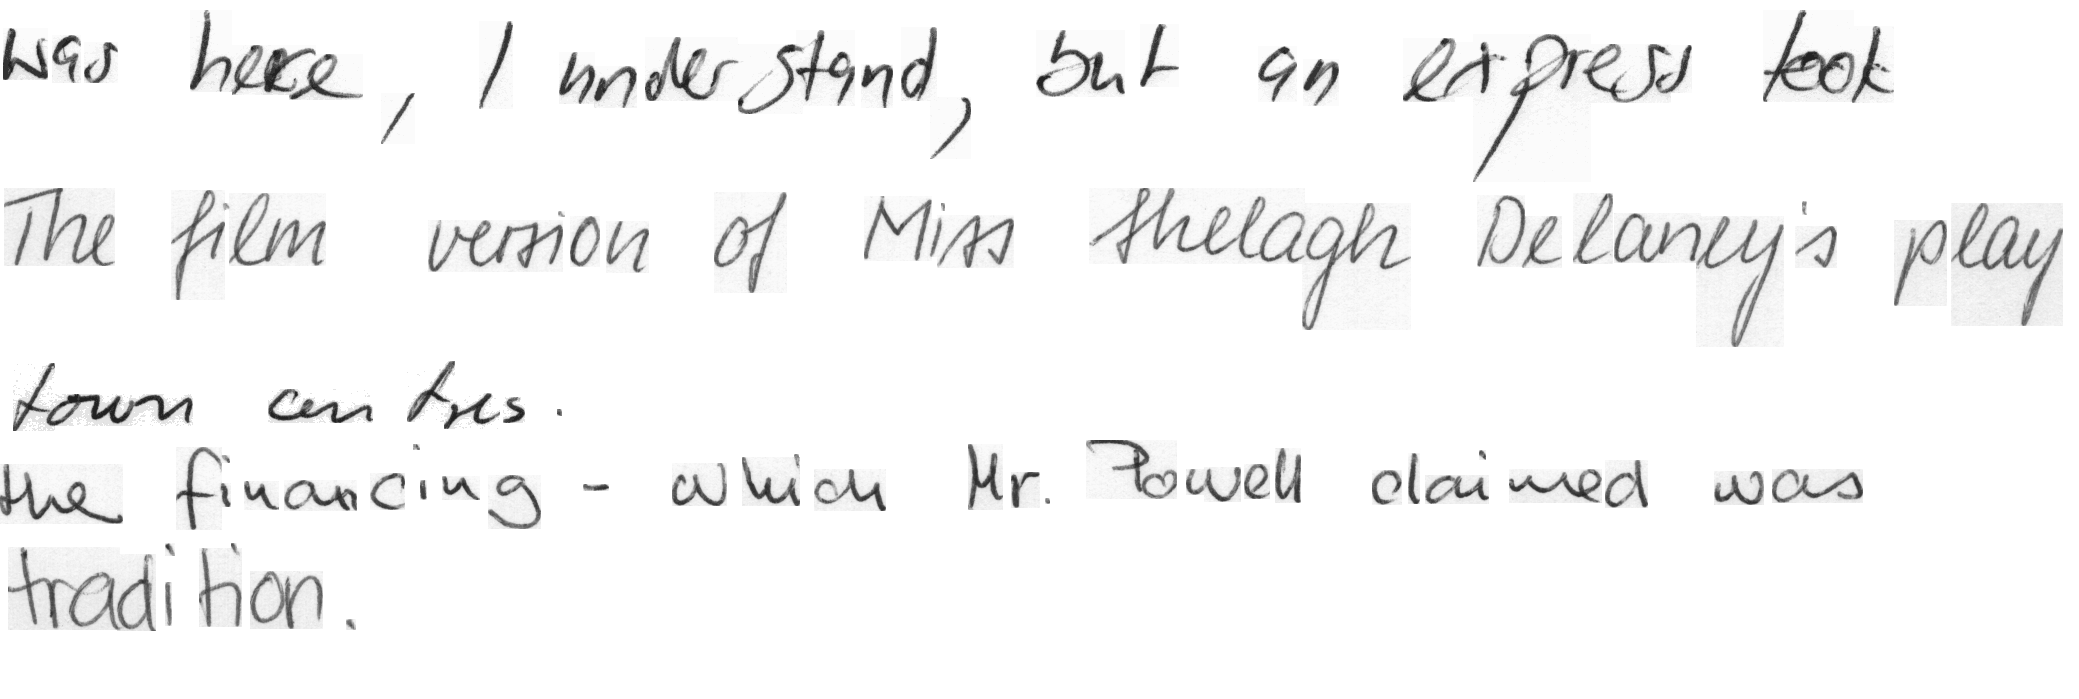 was here, I understand, but an express took
The film version of Miss Shelagh Delaney's play
town centres.
the financing - which Mr. Powell claimed was
tradition.